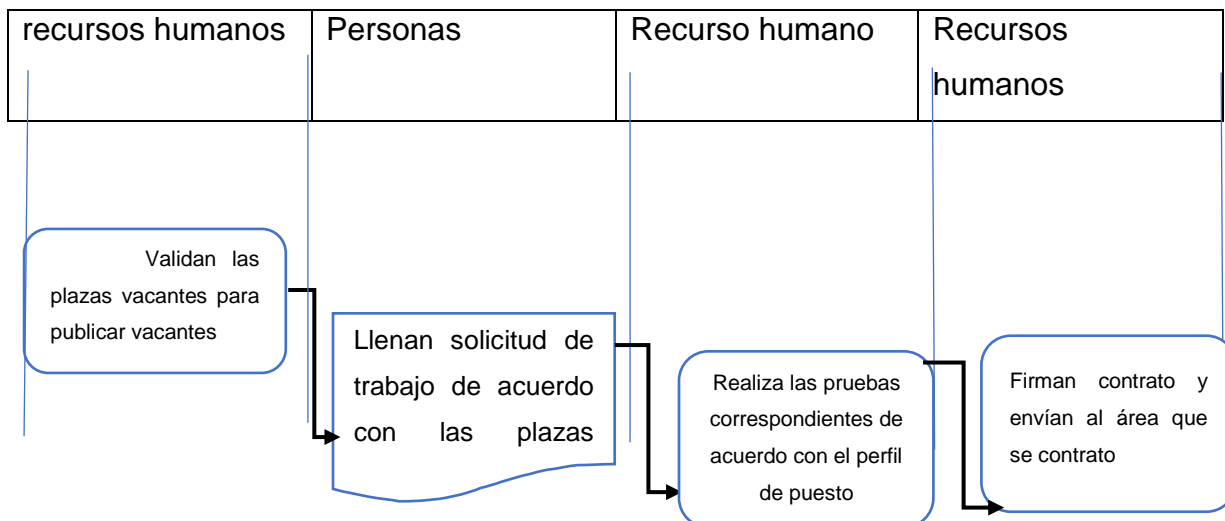 recursos humanos
Personas
Recurso humano
Recursos
humanos
Validan las
plazas vacantes para
publicar vacantes
Llenan solicitud de
trabajo de acuerdo
con las plazas
Realiza las pruebas
correspondientes de
acuerdo con el perfil
de puesto
Firman contrato y
envían al área que
se contrato